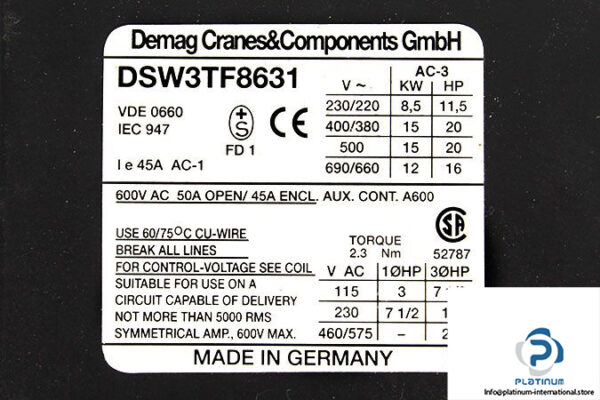 Demag Cranes&Components GmbH
DSW3TF8631
VDE 0660
IEC 947
+
S
FD 1
CE
I e 45A AC-1
AC-3
V ~ KW HP
230/220 8,5 11,5
400/380 15 20
500 15 20
690/660 12 16
600V AC 50A OPEN/ 45A ENCL. AUX. CONT. A600
USE 60/75°C CU-WIRE
BREAK ALL LINES
FOR CONTROL-VOLTAGE SEE COIL
SUITABLE FOR USE ON A
CIRCUIT CAPABLE OF DELIVERY
NOT MORE THAN 5000 RMS
SYMMETRICAL AMP., 600V MAX.
SA
TORQUE
2.3 Nm 52787
V AC 1ØHP 3ØHP
115 3 7
230 7 1/2
460/575 –
MADE IN GERMANY
PLATINUM
INTERNATIONAL
Info@platinum-international.store